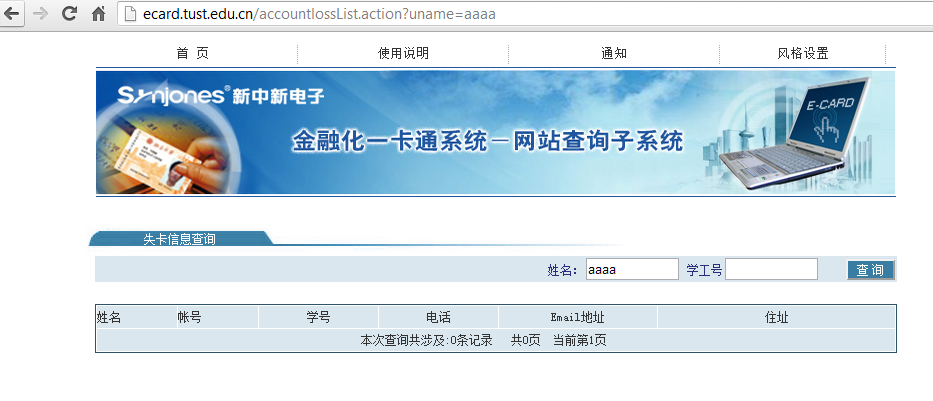 ecard.tust.edu.cn/accountlossList.action?uname=aaaa
首 页 使用说明 通知 风格设置
Synjones® 新中新电子
E-CARD
金融化一卡通系统－网站查询子系统
失卡信息查询
姓名: aaaa 学工号 查 询
姓名 帐号 学号 电话 Email地址 住址
本次查询共涉及:0条记录 共0页 当前第1页